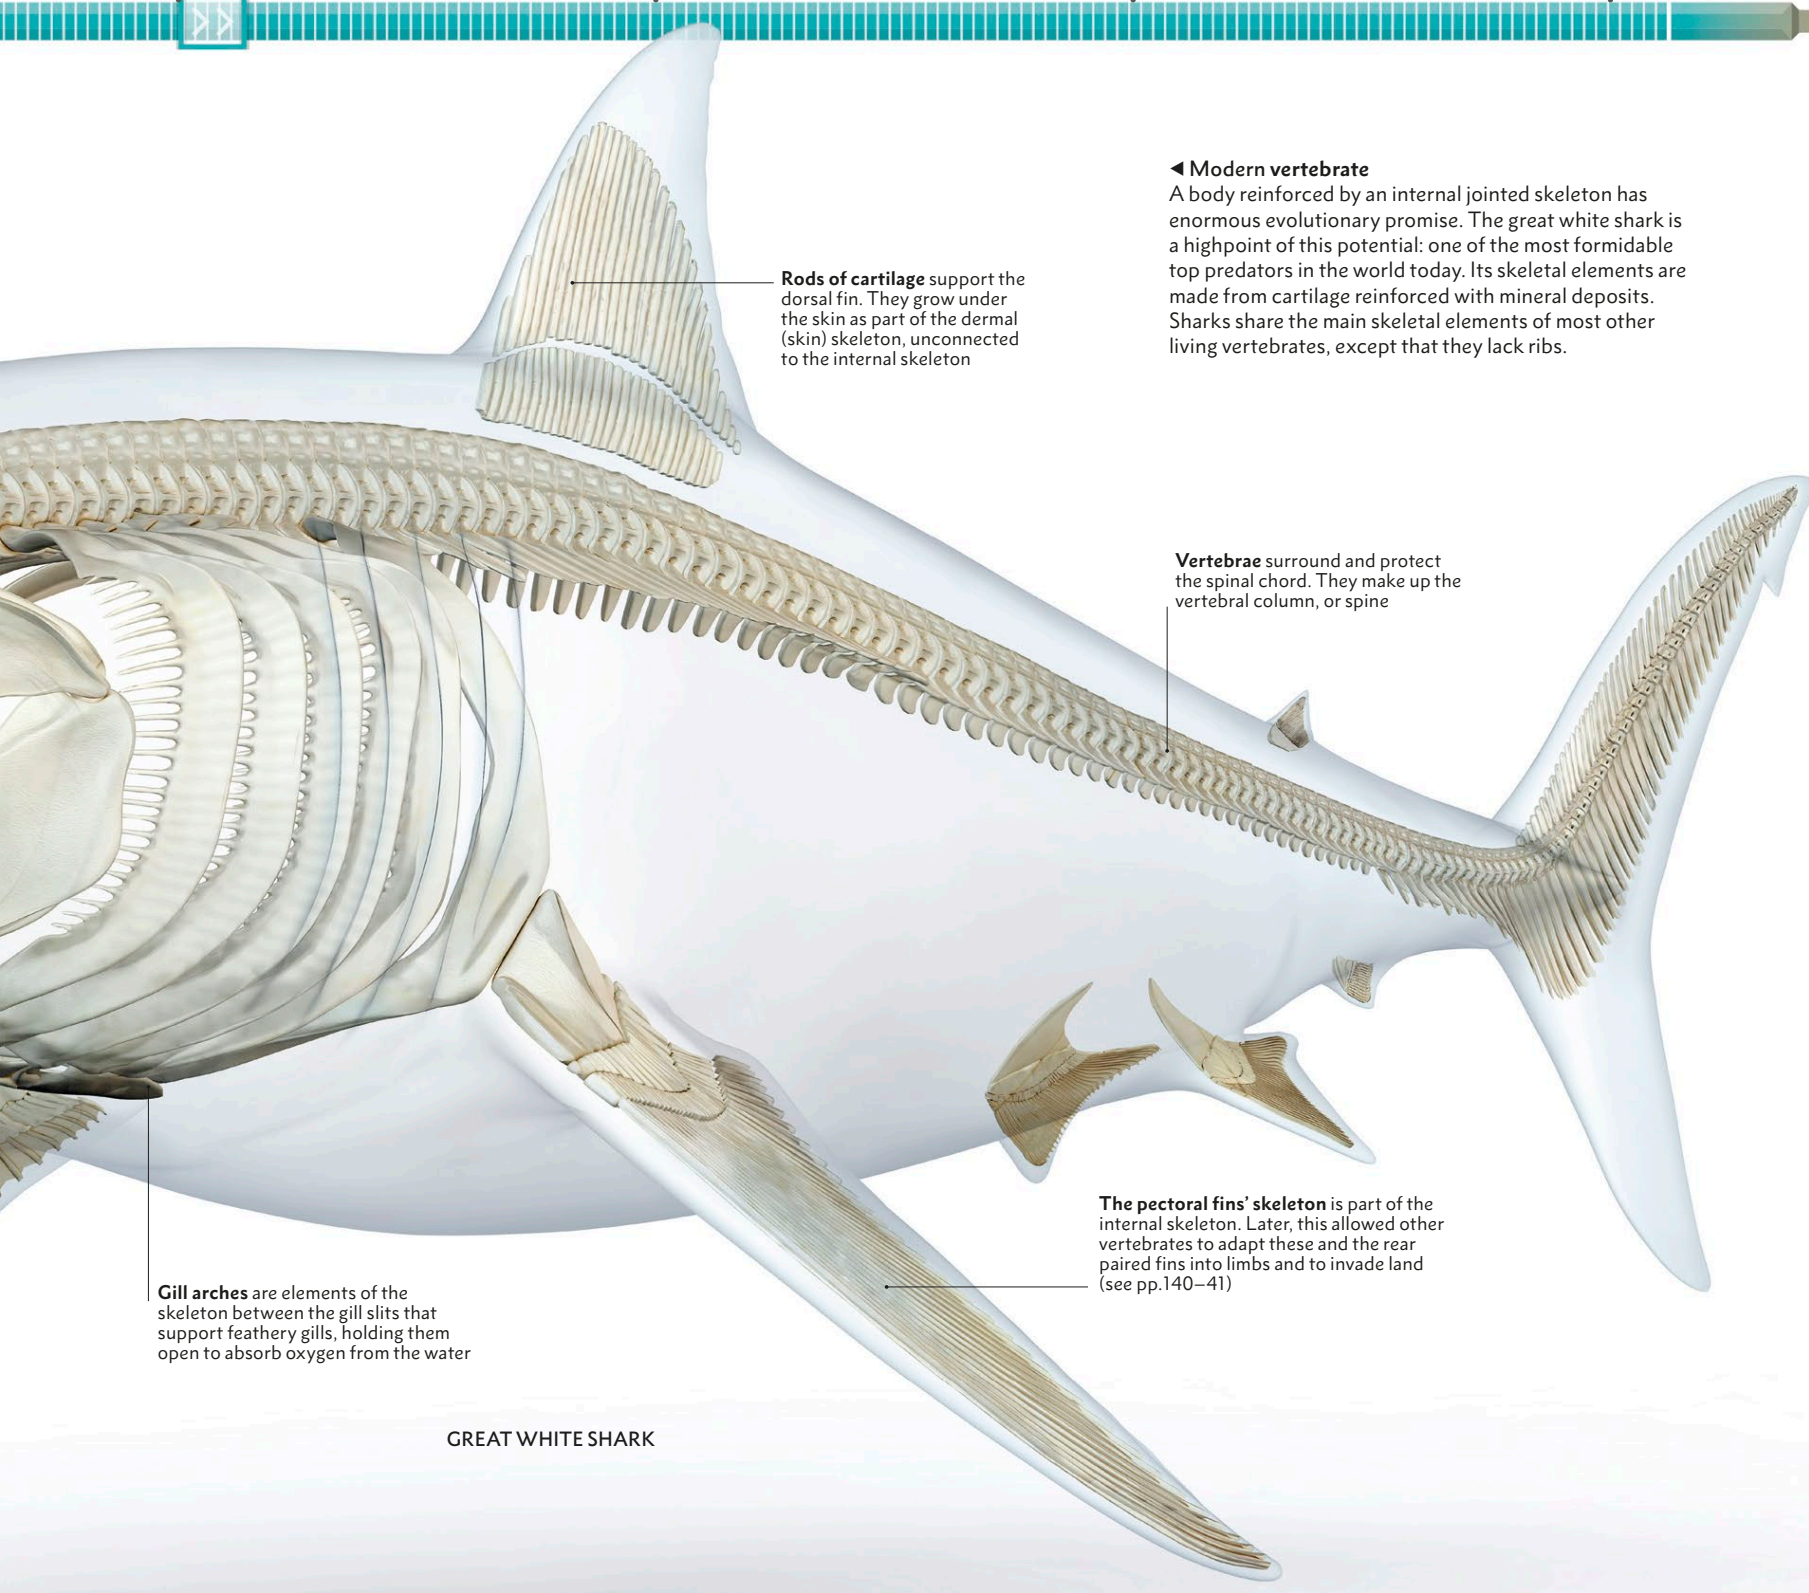 ◀ Modern vertebrate
A body reinforced by an internal jointed skeleton has
enormous evolutionary promise. The great white shark is
a highpoint of this potential: one of the most formidable
top predators in the world today. Its skeletal elements are
made from cartilage reinforced with mineral deposits.
Sharks share the main skeletal elements of most other
living vertebrates, except that they lack ribs.
Rods of cartilage support the
dorsal fin. They grow under
the skin as part of the dermal
(skin) skeleton, unconnected
to the internal skeleton
Vertebrae surround and protect
the spinal chord. They make up the
vertebral column, or spine
The pectoral fins’ skeleton is part of the
internal skeleton. Later, this allowed other
vertebrates to adapt these and the rear
paired fins into limbs and to invade land
(see pp.140–41)
Gill arches are elements of the
skeleton between the gill slits that
support feathery gills, holding them
open to absorb oxygen from the water
GREAT WHITE SHARK